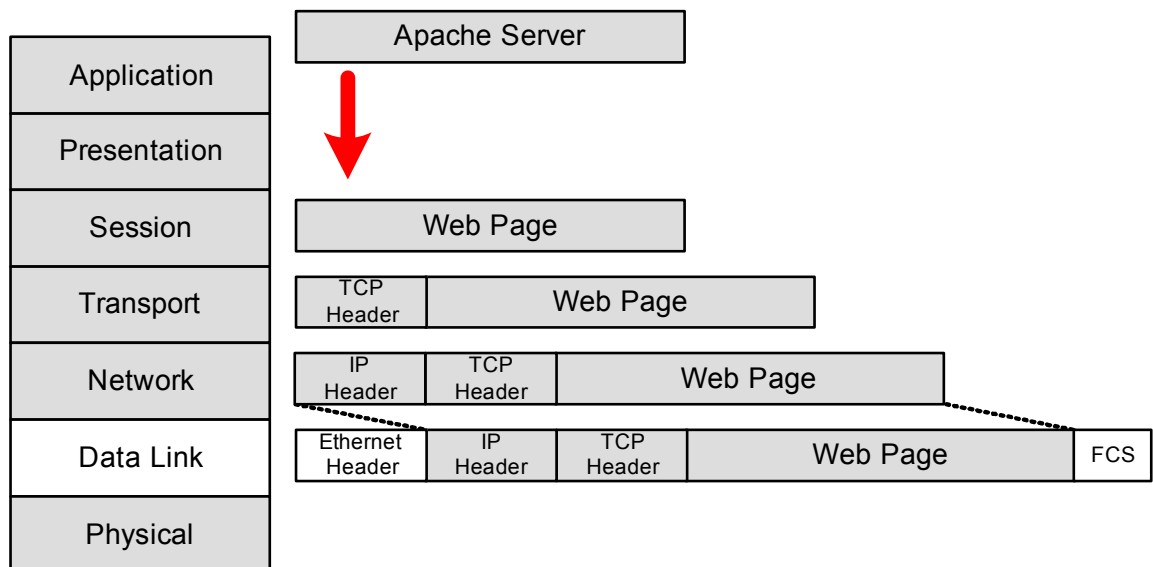 Apache Server
Application
Presentation
Session
Web Page
Transport
TCP
Header
Web Page
Network
IP
Header
TCP
Header
Web Page
Data Link
Ethernet
Header
IP
Header
TCP
Header
Web Page
FCS
Physical